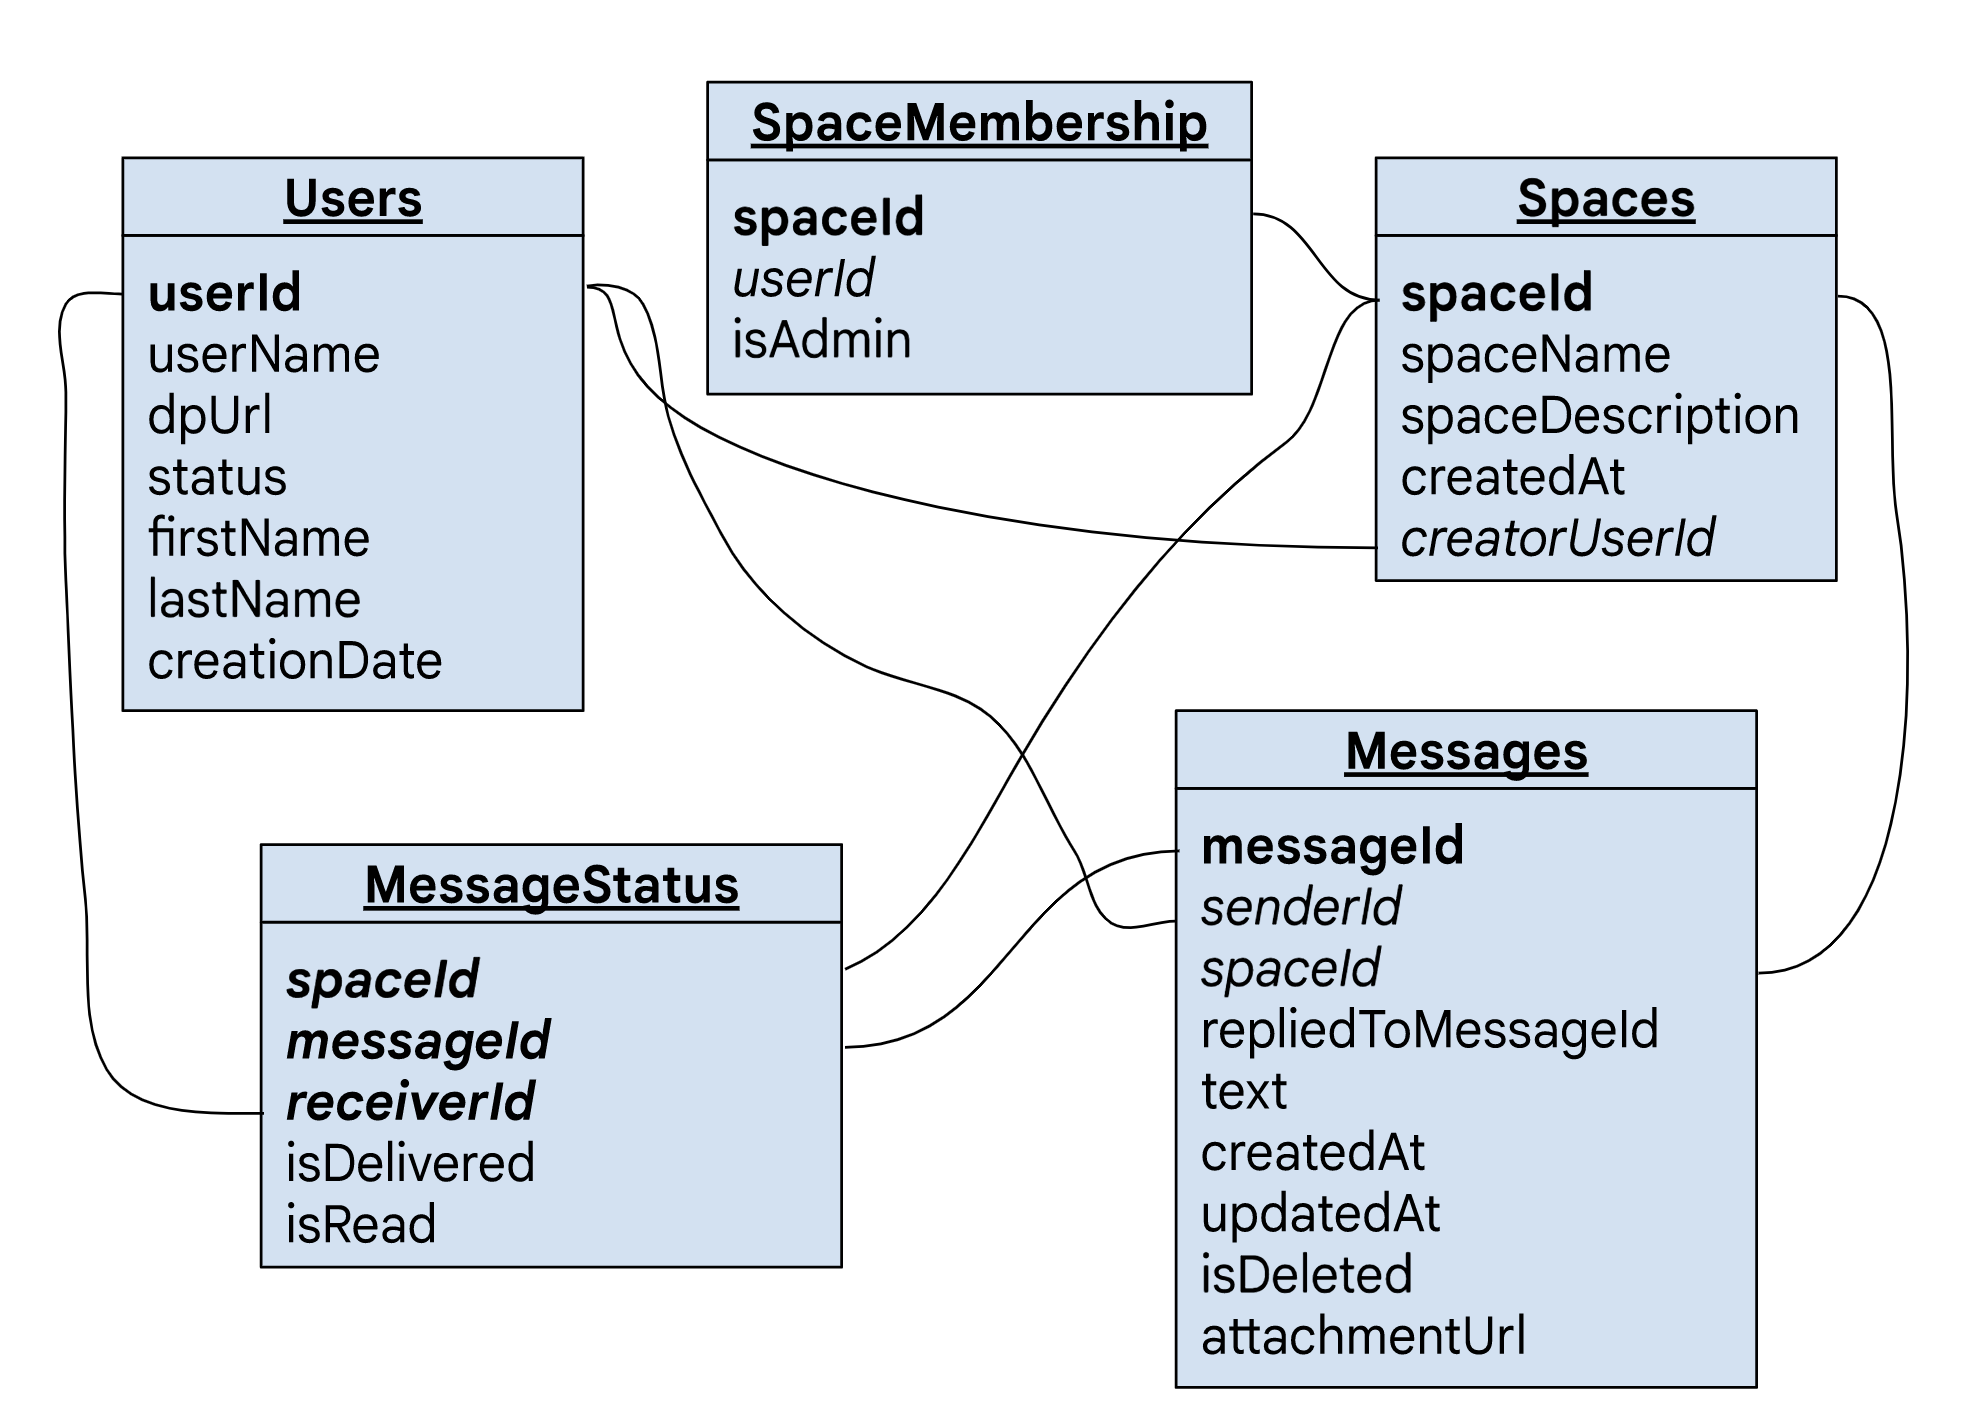 SpaceMembership
spaceId
userId
isAdmin
Users
userId
userName
dpUrl
status
firstName
lastName
creationDate
Spaces
spaceId
spaceName
spaceDescription
createdAt
creatorUserId
MessageStatus
spaceId
messageId
receiverId
isDelivered
isRead
Messages
messageId
senderId
spaceId
repliedToMessageId
text
createdAt
updatedAt
isDeleted
attachmentUrl